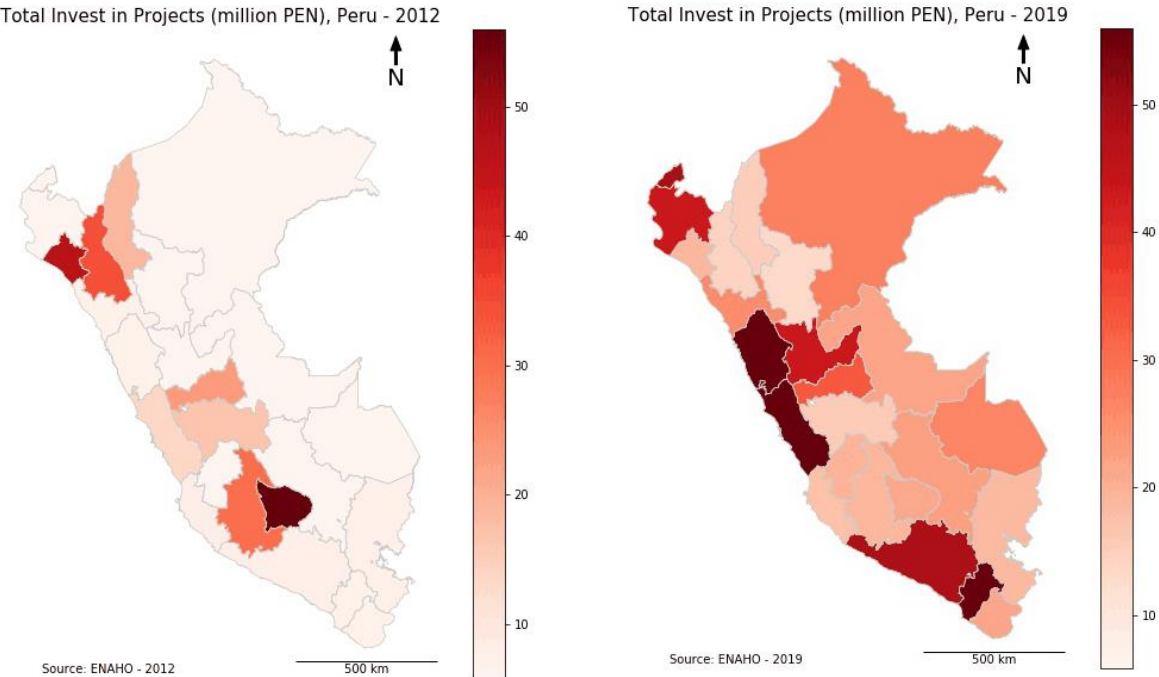 Total Invest in Projects (million PEN), Peru - 2012
N
50
40
30
20
10
Source: ENAHO - 2012
500 km
Total Invest in Projects (million PEN), Peru - 2019
N
50
40
30
20
10
Source: ENAHO - 2019
500 km